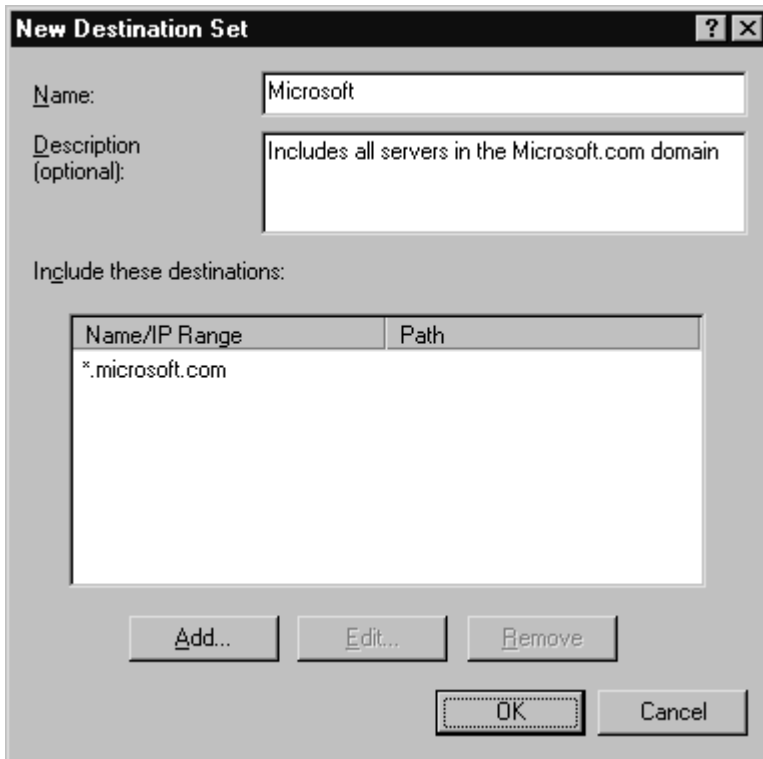 New Destination Set
Name:
Microsoft
Description
(optional):
Includes all servers in the Microsoft.com domain
Include these destinations:
Name/IP Range Path
*.microsoft.com
Add... Edit... Remove
OK Cancel